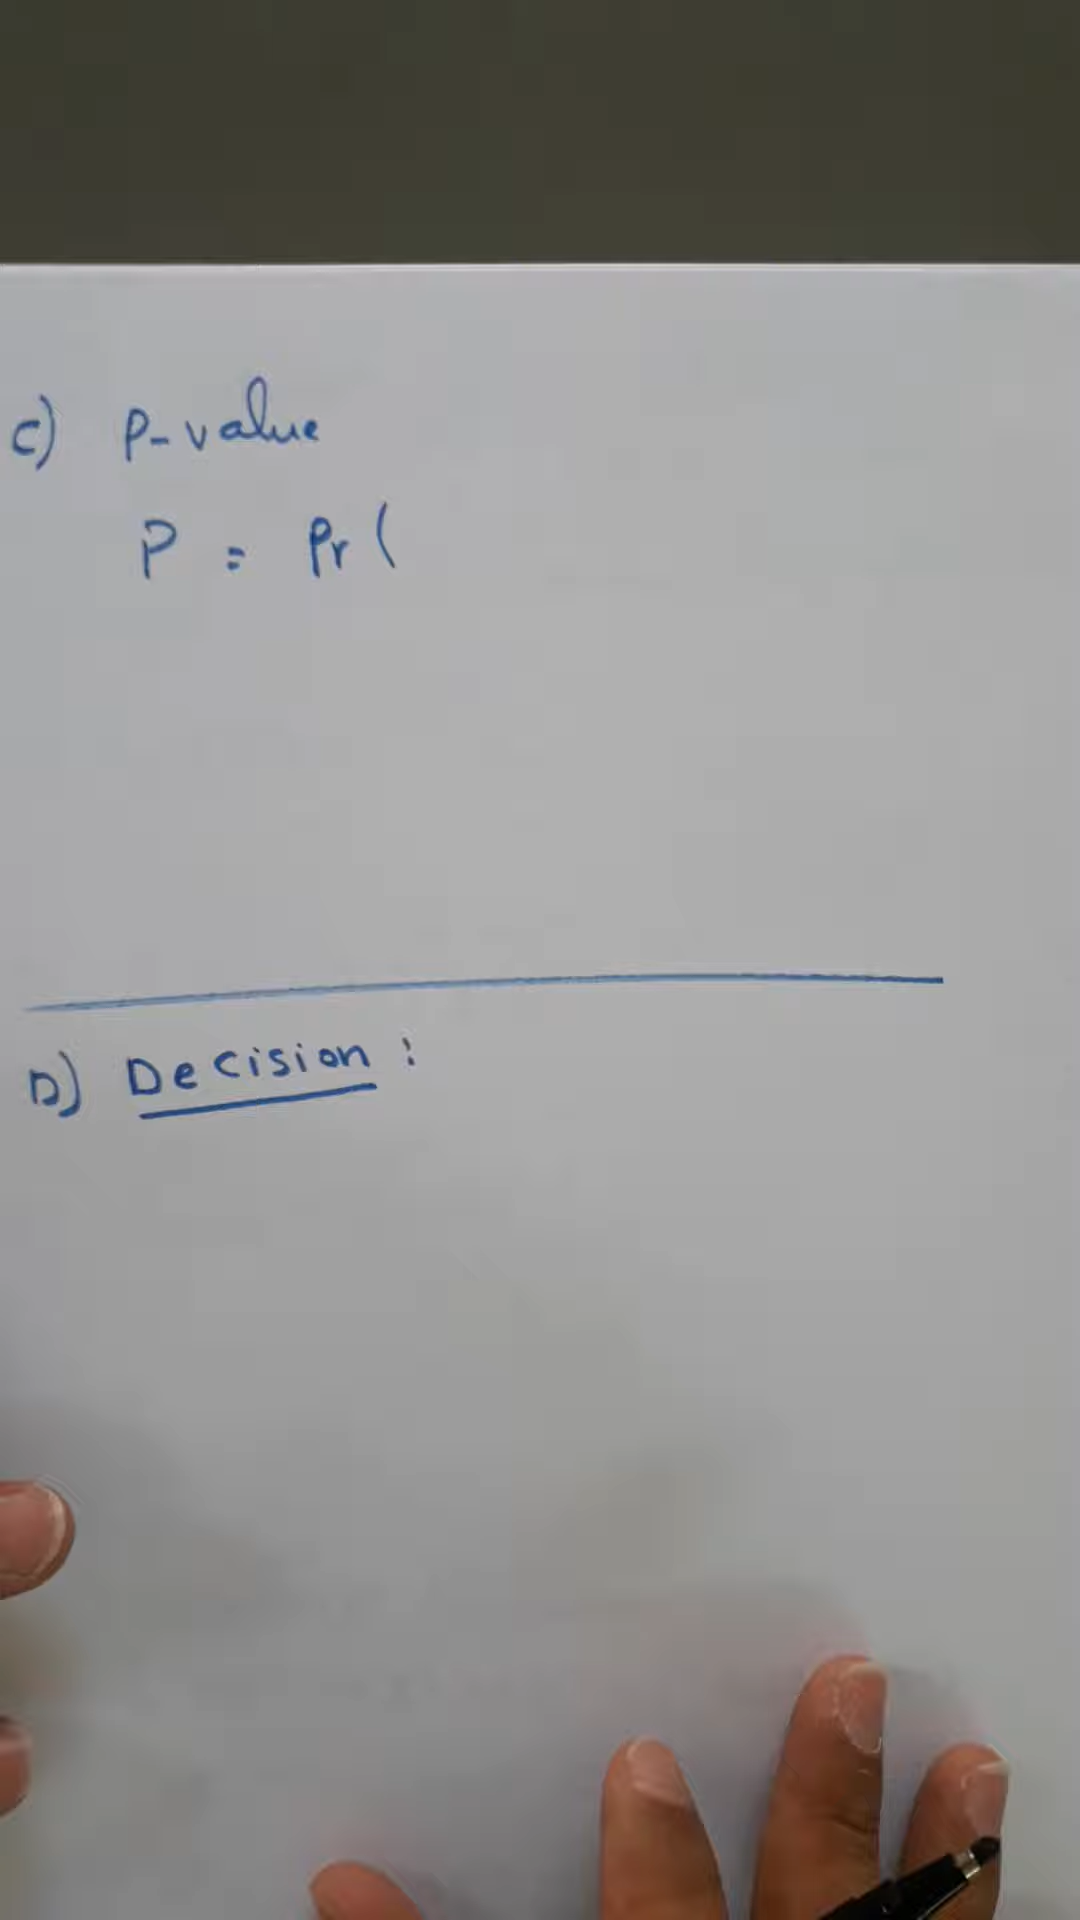 C) P-value
P = Pr (
D) Decision :